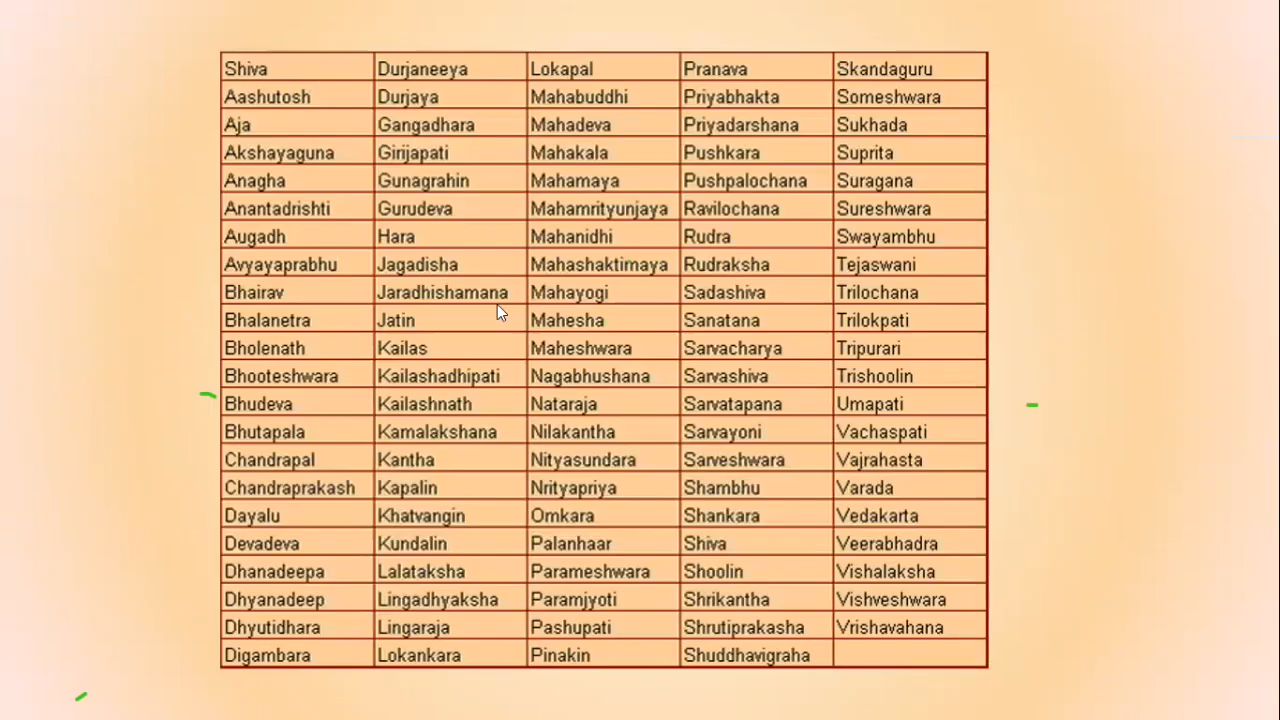 Shiva Durjaneeya Lokapal Pranava Skandaguru
Aashutosh Durjaya Mahabuddhi Priyabhakta Someshwara
Aja Gangadhara Mahadeva Priyadarshana Sukhada
Akshayaguna Girijapati Mahakala Pushkara Suprita
Anagha Gunagrahin Mahamaya Pushpalochana Suragana
Anantadrishti Gurudeva Mahamrityunjaya Ravilochana Sureshwara
Augadh Hara Mahanidhi Rudra Swayambhu
Avyayaprabhu Jagadisha Mahashaktimaya Rudraksha Tejaswani
Bhairav Jaradhishamana Mahayogi Sadashiva Trilochana
Bhalanetra Jatin Mahesha Sanatana Trilokpati
Bholenath Kailas Maheshwara Sarvacharya Tripurari
Bhooteshwara Kailashadhipati Nagabhushana Sarvashiva Trishoolin
Bhudeva Kailashnath Nataraja Sarvatapana Umapati
Bhutapala Kamalakshana Nilakantha Sarvayoni Vachaspati
Chandrapal Kantha Nityasundara Sarveshwara Vajrahasta
Chandraprakash Kapalin Nrityapriya Shambhu Varada
Dayalu Khatvangin Omkara Shankara Vedakarta
Devadeva Kundalin Palanhaar Shiva Veerabhadra
Dhanadeepa Lalataksha Parameshwara Shoolin Vishalaksha
Dhyanadeep Lingadhyaksha Paramjyoti Shrikantha Vishveshwara
Dhyutidhara Lingaraja Pashupati Shrutiprakasha Vrishavahana
Digambara Lokankara Pinakin Shuddhavigraha